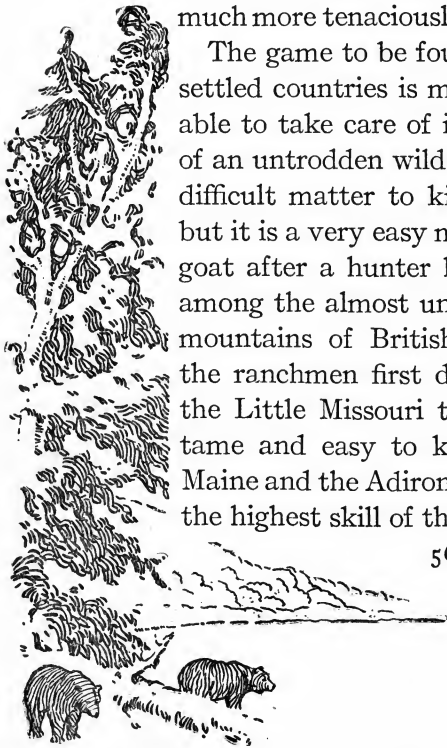 much more tenaciousl
The game to be fou
settled countries is m
able to take care of i
of an untrodden wild
difficult matter to ki
but it is a very easy m
goat after a hunter h
among the almost un
mountains of British
the ranchmen first d
the Little Missouri t
tame and easy to k
Maine and the Adiron
the highest skill of th
5